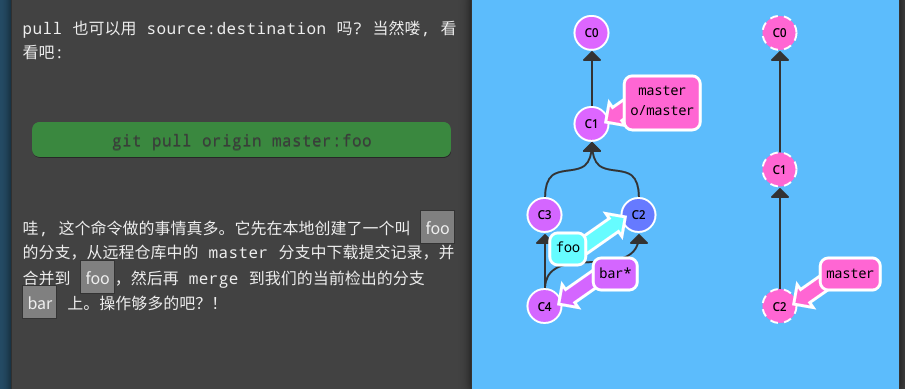 pull 也可以用 source:destination 吗? 当然喽, 看
看吧:
git pull origin master:foo
哇, 这个命令做的事情真多。它先在本地创建了一个叫 foo
的分支, 从远程仓库中的 master 分支中下载提交记录, 并
合并到 foo, 然后再 merge 到我们的当前检出的分支
bar 上。操作够多的吧? !
C0
master
o/master
C1
C3
C2
foo
bar*
C4
C0
C1
master
C2